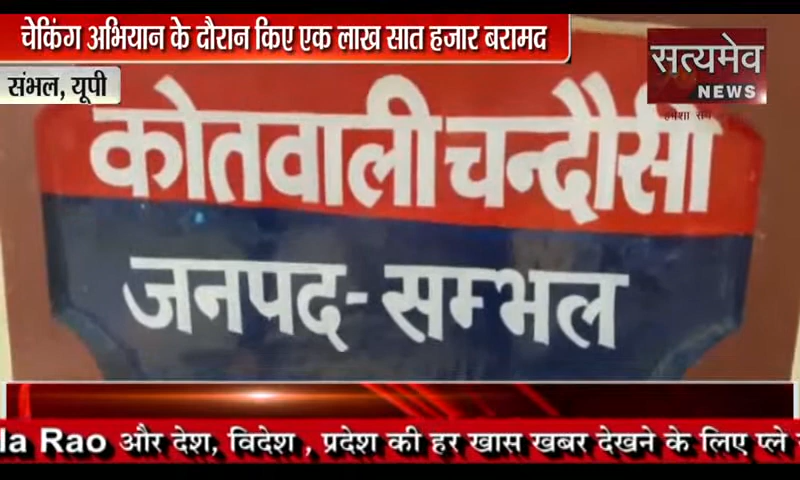 चेकिंग अभियान के दौरान किए एक लाख सात हजार बरामद
संभल, यूपी
सत्यमेव
NEWS
कोतवाली चन्दौसी
जनपद-सम्भल
la Rao और देश, विदेश , प्रदेश की हर खास खबर देखने के लिए प्ले